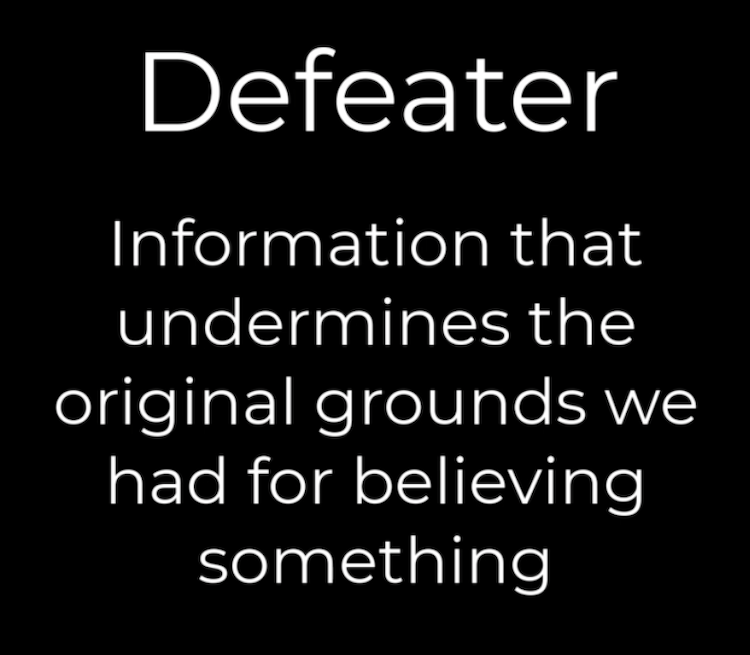 Defeater
Information that
undermines the
original grounds we
had for believing
something